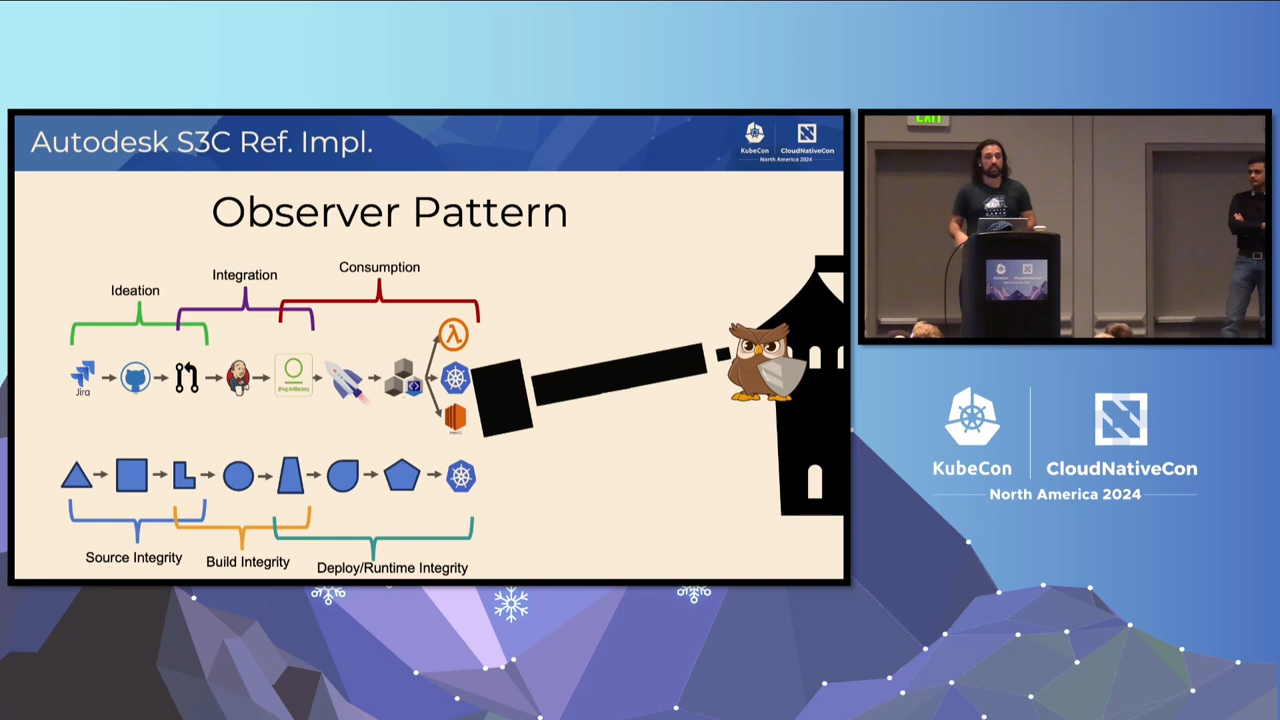 Autodesk S3C Ref. Impl.
KubeCon
CloudNativeCon
North America 2024
Observer Pattern
Ideation
Integration
Consumption
Jira
JFrog Artifactory
λ
Source Integrity
Build Integrity
Deploy/Runtime Integrity
EXIT
KubeCon
CloudNativeCon
North America 2024